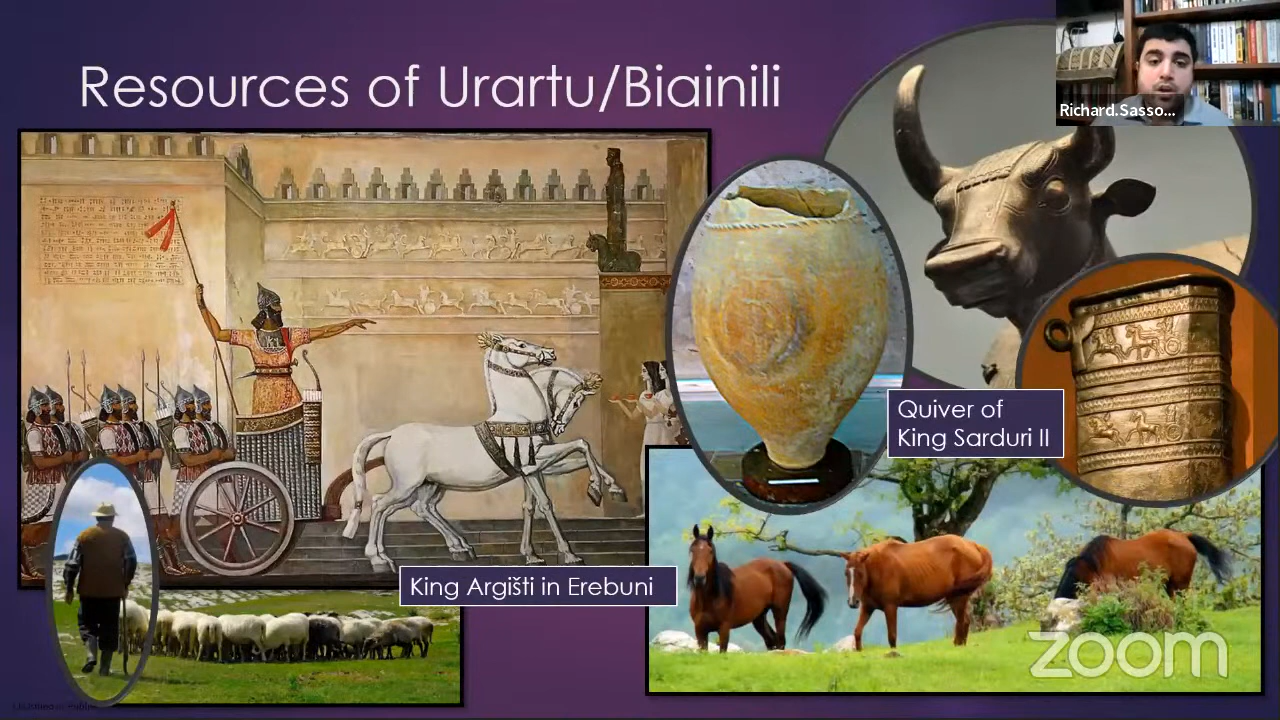 Resources of Urartu/Biainili
Richard.Sasso...
Quiver of
King Sarduri II
King Argišti in Erebuni
zoom